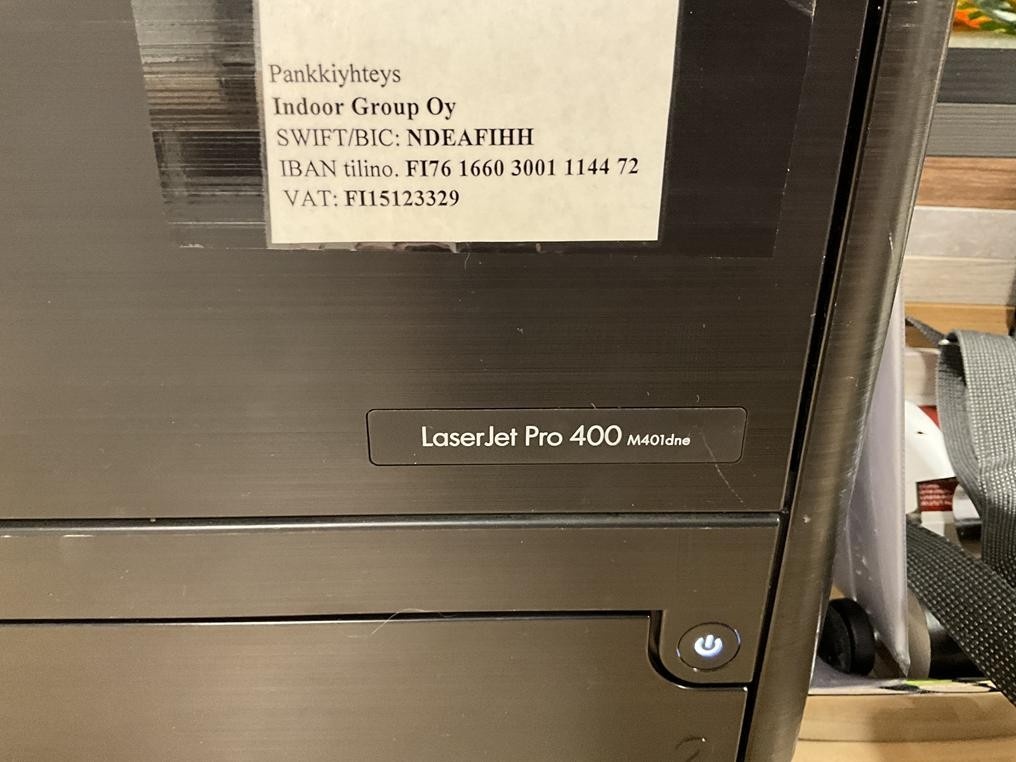 Pankkiyhteys
Indoor Group Oy
SWIFT/BIC: NDEAFIHH
IBAN tilino. FI76 1660 3001 1144 72
VAT: FI15123329
LaserJet Pro 400 M401dne